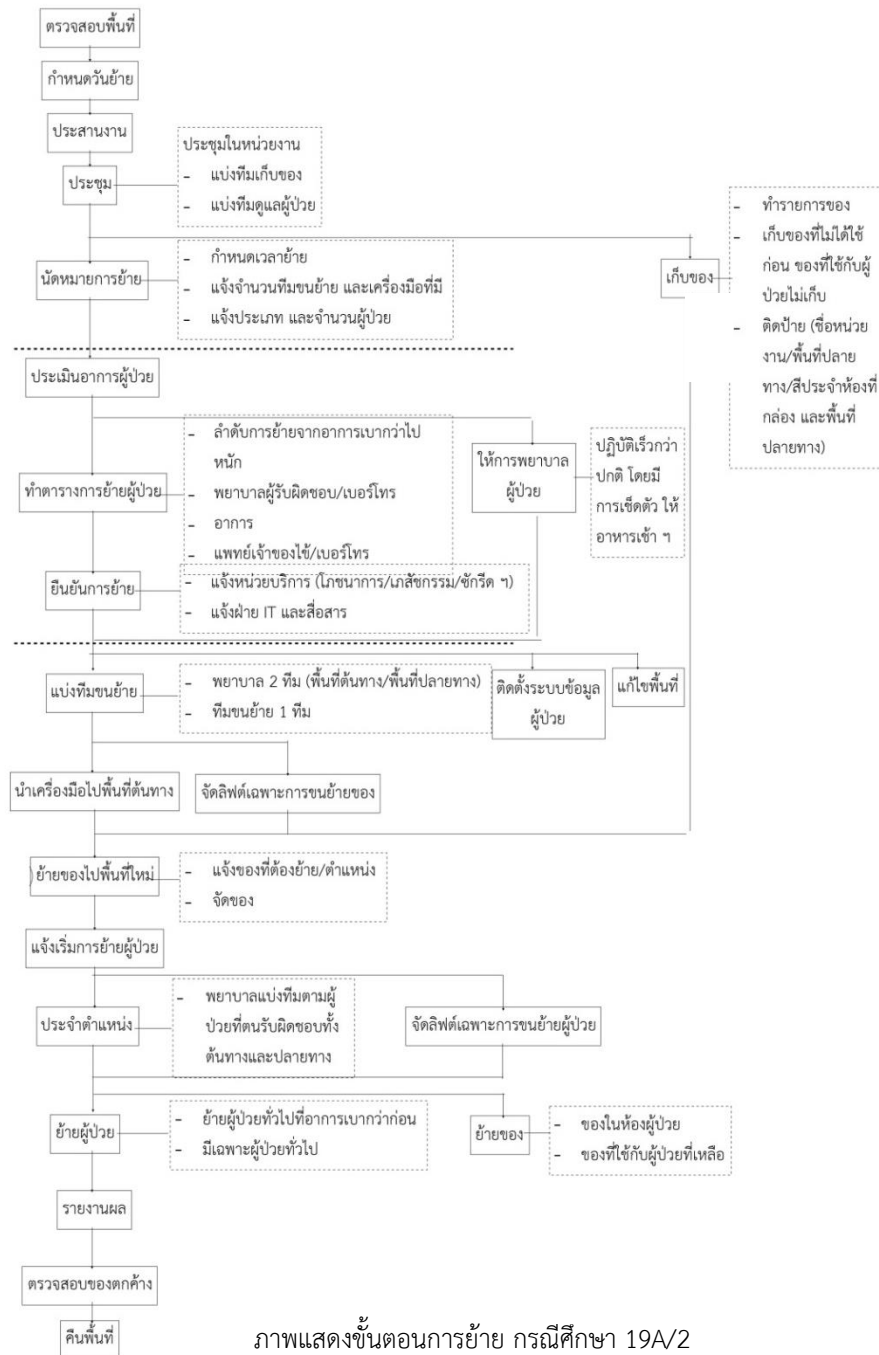 ตรวจสอบพื้นที่
กำหนดวันย้าย
ประสานงาน
ประชุม
ประชุมในหน่วยงาน
- แบ่งทีมเก็บของ
- แบ่งทีมดูแลผู้ป่วย
นัดหมายการย้าย
- กำหนดเวลาย้าย
- แจ้งจำนวนทีมขนย้าย และเครื่องมือที่มี
- แจ้งประเภท และจำนวนผู้ป่วย
เก็บของ
- ทำรายการของ
- เก็บของที่ไม่ได้ใช้
ก่อน ของที่ใช้กับผู้
ป่วยไม่เก็บ
- ติดป้าย (ชื่อหน่วย
งาน/พื้นที่ปลาย
ทาง/สีประจำห้องที่
กล่อง และพื้นที่
ปลายทาง)
ประเมินอาการผู้ป่วย
ทำตารางการย้ายผู้ป่วย
- ลำดับการย้ายจากอาการเบากว่าไป
หนัก
- พยาบาลผู้รับผิดชอบ/เบอร์โทร
- อาการ
- แพทย์เจ้าของไข้/เบอร์โทร
ให้การพยาบาล
ผู้ป่วย
ปฏิบัติเร็วกว่า
ปกติ โดยมี
การเช็ดตัว ให้
อาหารเช้า ฯ
ยืนยันการย้าย
- แจ้งหน่วยบริการ (โภชนาการ/เภสัชกรรม/ซักรีด ฯ)
- แจ้งฝ่าย IT และสื่อสาร
แบ่งทีมขนย้าย
- พยาบาล 2 ทีม (พื้นที่ต้นทาง/พื้นที่ปลายทาง)
- ทีมขนย้าย 1 ทีม
ติดตั้งระบบข้อมูล
ผู้ป่วย
แก้ไขพื้นที่
นำเครื่องมือไปพื้นที่ต้นทาง
จัดลิฟต์เฉพาะการขนย้ายของ
) ย้ายของไปพื้นที่ใหม่
- แจ้งของที่ต้องย้าย/ตำแหน่ง
- จัดของ
แจ้งเริ่มการย้ายผู้ป่วย
ประจำตำแหน่ง
- พยาบาลแบ่งทีมตามผู้
ป่วยที่ตนรับผิดชอบทั้ง
ต้นทางและปลายทาง
จัดลิฟต์เฉพาะการขนย้ายผู้ป่วย
ย้ายผู้ป่วย
- ย้ายผู้ป่วยทั่วไปที่อาการเบากว่าก่อน
- มีเฉพาะผู้ป่วยทั่วไป
ย้ายของ
- ของในห้องผู้ป่วย
- ของที่ใช้กับผู้ป่วยที่เหลือ
รายงานผล
ตรวจสอบของตกค้าง
คืนพื้นที่
ภาพแสดงขั้นตอนการย้าย กรณีศึกษา 19A/2